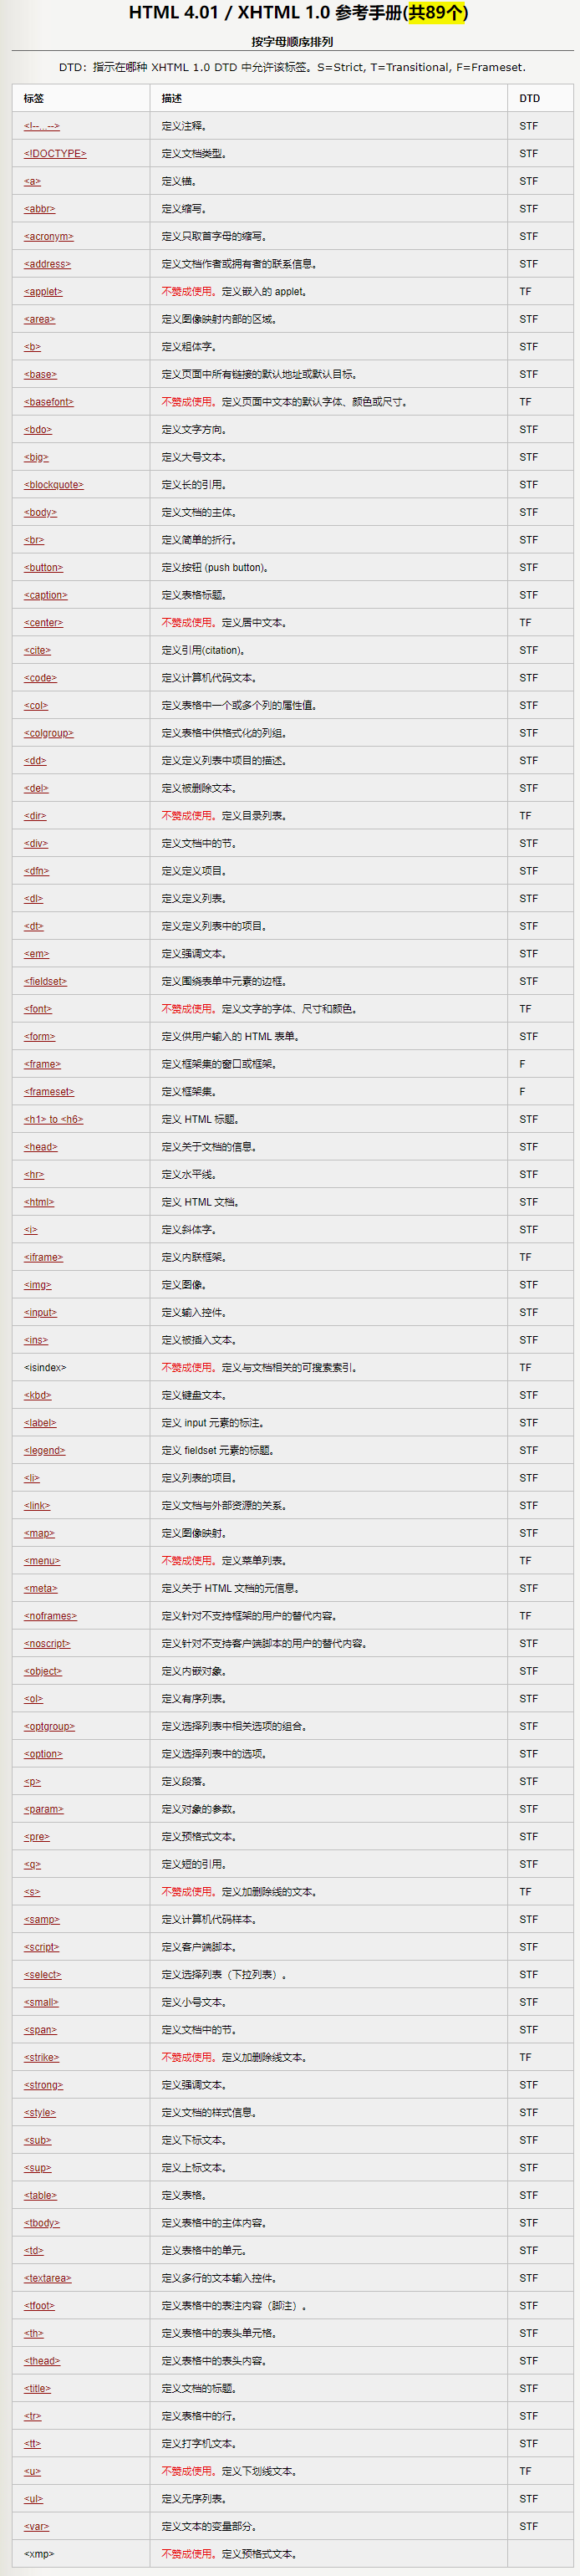 HTML 4.01 / XHTML 1.0 参考手册(共89个)
按字母顺序排列
DTD：指示在哪种 XHTML 1.0 DTD 中允许该标签。S=Strict, T=Transitional, F=Frameset.
标签 描述 DTD
<!--...--> 定义注释。 STF
<!DOCTYPE> 定义文档类型。 STF
<a> 定义锚。 STF
<abbr> 定义缩写。 STF
<acronym> 定义只取首字母的缩写。 STF
<address> 定义文档作者或拥有者的联系信息。 STF
<applet> 不赞成使用。定义嵌入的 applet。 TF
<area> 定义图像映射内部的区域。 STF
<b> 定义粗体字。 STF
<base> 定义页面中所有链接的默认地址或默认目标。 STF
<basefont> 不赞成使用。定义页面中文本的默认字体、颜色或尺寸。 TF
<bdo> 定义文字方向。 STF
<big> 定义大号文本。 STF
<blockquote> 定义长的引用。 STF
<body> 定义文档的主体。 STF
<br> 定义简单的折行。 STF
<button> 定义按钮 (push button)。 STF
<caption> 定义表格标题。 STF
<center> 不赞成使用。定义居中文本。 TF
<cite> 定义引用(citation)。 STF
<code> 定义计算机代码文本。 STF
<col> 定义表格中一个或多个列的属性值。 STF
<colgroup> 定义表格中供格式化的列组。 STF
<dd> 定义定义列表中项目的描述。 STF
<del> 定义被删除文本。 STF
<dir> 不赞成使用。定义目录列表。 TF
<div> 定义文档中的节。 STF
<dfn> 定义定义项目。 STF
<dl> 定义定义列表。 STF
<dt> 定义定义列表中的项目。 STF
<em> 定义强调文本。 STF
<fieldset> 定义围绕表单中元素的边框。 STF
<font> 不赞成使用。定义文字的字体、尺寸和颜色。 TF
<form> 定义供用户输入的 HTML 表单。 STF
<frame> 定义框架集的窗口或框架。 F
<frameset> 定义框架集。 F
<h1> to <h6> 定义 HTML 标题。 STF
<head> 定义关于文档的信息。 STF
<hr> 定义水平线。 STF
<html> 定义 HTML 文档。 STF
<i> 定义斜体字。 STF
<iframe> 定义内联框架。 TF
<img> 定义图像。 STF
<input> 定义输入控件。 STF
<ins> 定义被插入文本。 STF
<isindex> 不赞成使用。定义与文档相关的可搜索索引。 TF
<kbd> 定义键盘文本。 STF
<label> 定义 input 元素的标注。 STF
<legend> 定义 fieldset 元素的标题。 STF
<li> 定义列表的项目。 STF
<link> 定义文档与外部资源的关系。 STF
<map> 定义图像映射。 STF
<menu> 不赞成使用。定义菜单列表。 TF
<meta> 定义关于 HTML 文档的元信息。 STF
<noframes> 定义针对不支持框架的用户的替代内容。 TF
<noscript> 定义针对不支持客户端脚本的用户的替代内容。 STF
<object> 定义内嵌对象。 STF
<ol> 定义有序列表。 STF
<optgroup> 定义选择列表中相关选项的组合。 STF
<option> 定义选择列表中的选项。 STF
<p> 定义段落。 STF
<param> 定义对象的参数。 STF
<pre> 定义预格式文本。 STF
<q> 定义短的引用。 STF
<s> 不赞成使用。定义加删除线的文本。 TF
<samp> 定义计算机代码样本。 STF
<script> 定义客户端脚本。 STF
<select> 定义选择列表（下拉列表）。 STF
<small> 定义小号文本。 STF
<span> 定义文档中的节。 STF
<strike> 不赞成使用。定义加删除线文本。 TF
<strong> 定义强调文本。 STF
<style> 定义文档的样式信息。 STF
<sub> 定义下标文本。 STF
<sup> 定义上标文本。 STF
<table> 定义表格。 STF
<tbody> 定义表格中的主体内容。 STF
<td> 定义表格中的单元。 STF
<textarea> 定义多行的文本输入控件。 STF
<tfoot> 定义表格中的表注内容（脚注）。 STF
<th> 定义表格中的表头单元格。 STF
<thead> 定义表格中的表头内容。 STF
<title> 定义文档的标题。 STF
<tr> 定义表格中的行。 STF
<tt> 定义打字机文本。 STF
<u> 不赞成使用。定义下划线文本。 TF
<ul> 定义无序列表。 STF
<var> 定义文本的变量部分。 STF
<xmp> 不赞成使用。定义预格式文本。